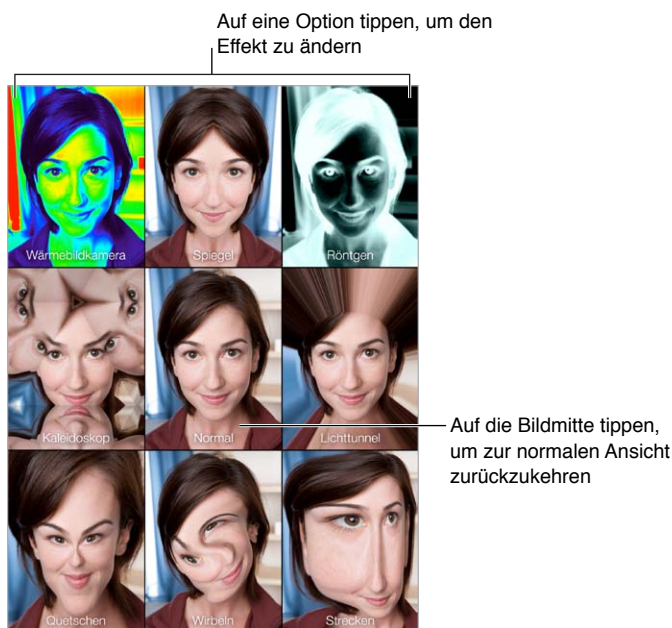 Auf eine Option tippen, um den
Effekt zu ändern
Wärmebildkamera
Spiegel
Röntgen
Kaleidoskop
Normal
Lichttunnel
Auf die Bildmitte tippen,
um zur normalen Ansicht
zurückzukehren
Quetschen
Wirbeln
Strecken